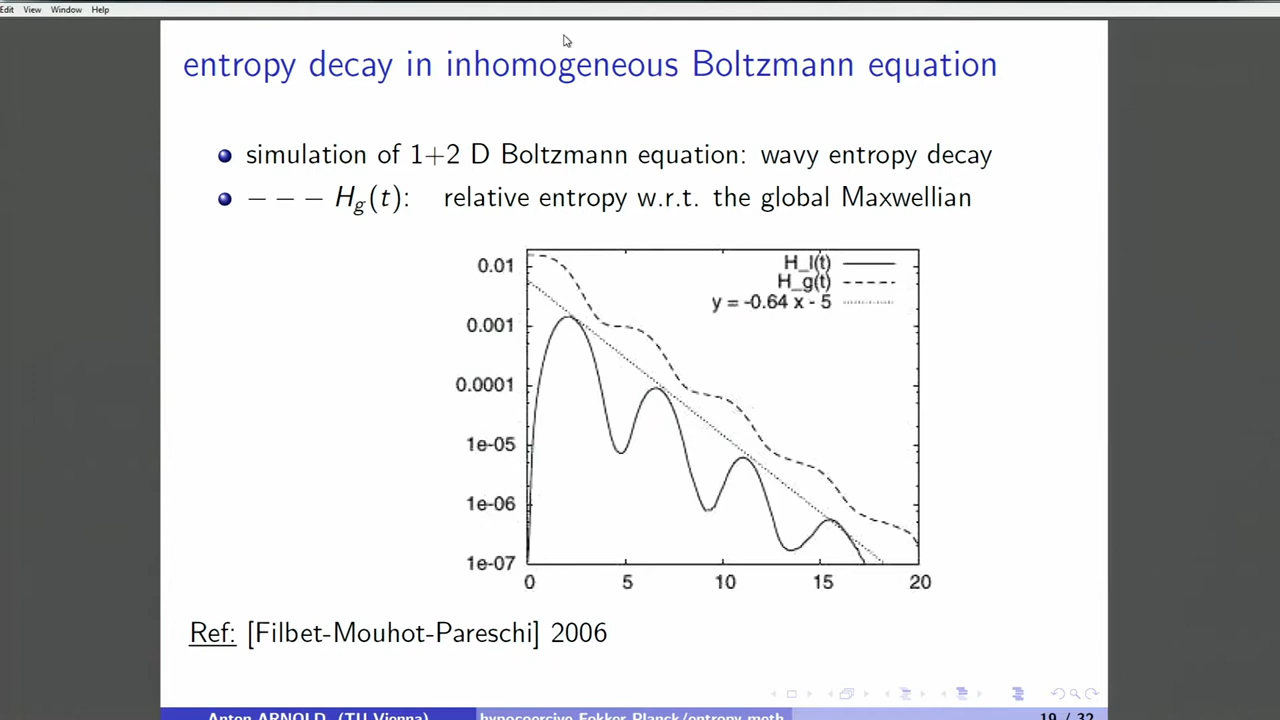 Edit View Window Help
entropy decay in inhomogeneous Boltzmann equation
simulation of 1+2 D Boltzmann equation: wavy entropy decay
− − − H_g(t): relative entropy w.r.t. the global Maxwellian
H_l(t)
H_g(t)
y = -0.64 x - 5
0.01
0.001
0.0001
1e-05
1e-06
1e-07
0 5 10 15 20
Ref: [Filbet-Mouhot-Pareschi] 2006
Anton ARNOLD (TU Vienna) hypocoercive Fokker Planck/entropy meth 19 / 32